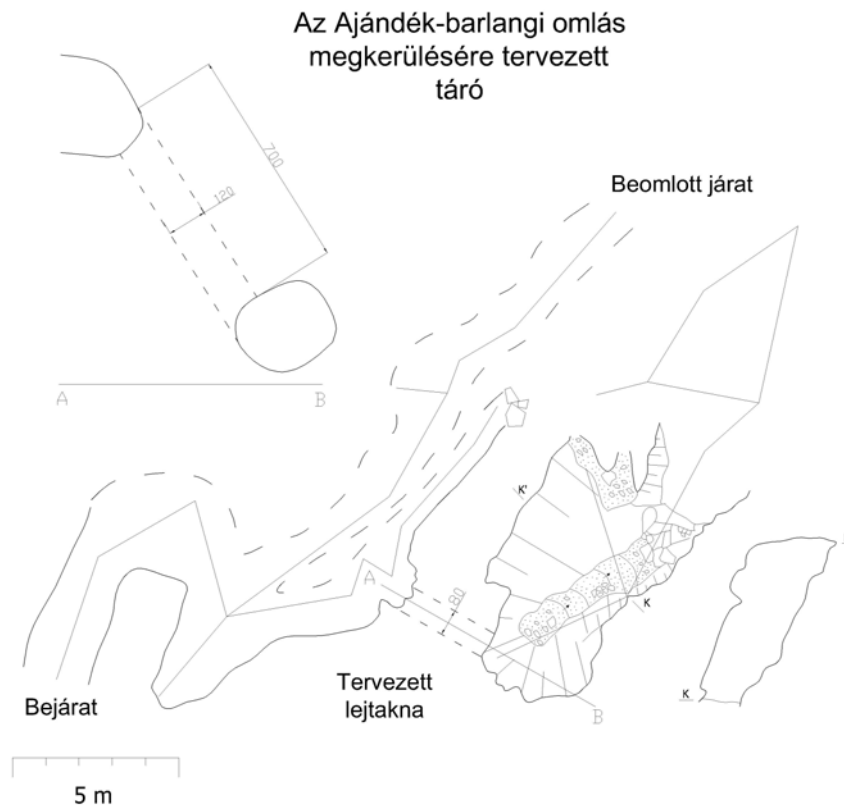 Az Ajándék-barlangi omlás
megkerülésére tervezett
táró
700
120
Beomlott járat
A
B
K'
A
80
K
K
Tervezett
lejtakna
B
Bejárat
5 m